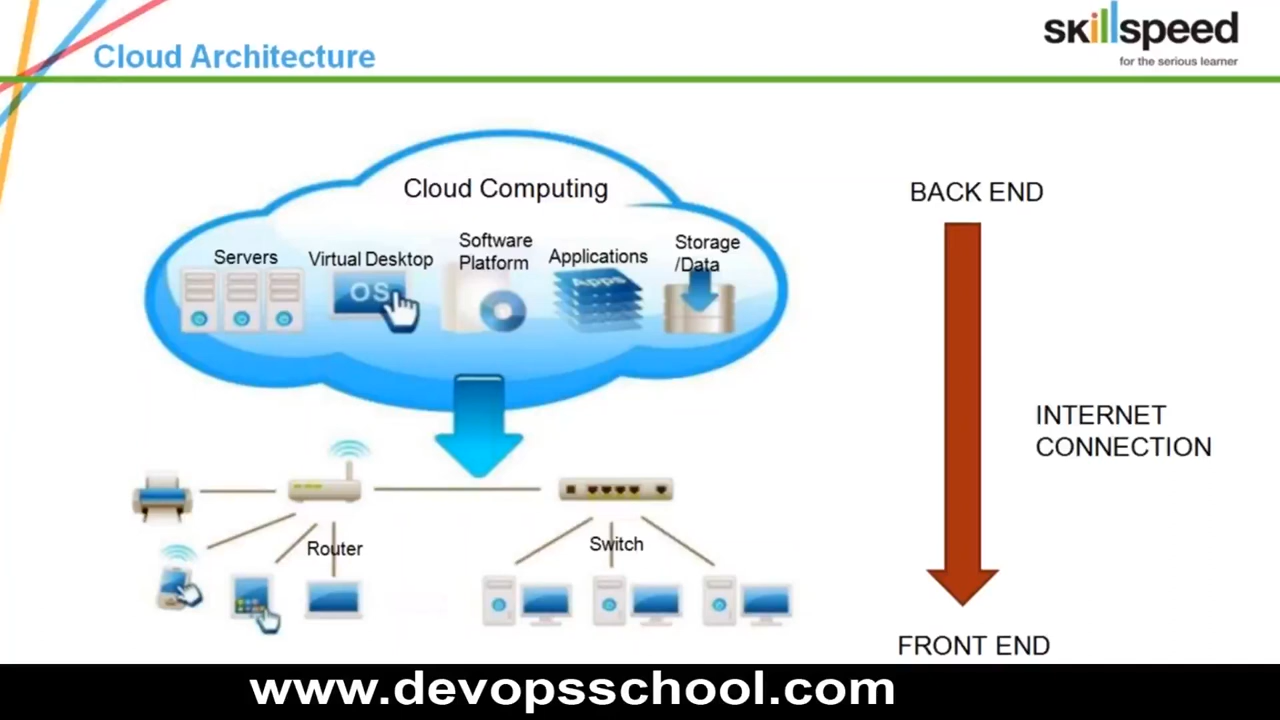 Cloud Architecture
skillspeed
for the serious learner
Cloud Computing
Servers
Virtual Desktop
Software
Platform
Applications
Storage
/Data
OS
Apps
Router
Switch
BACK END
INTERNET
CONNECTION
FRONT END
www.devopsschool.com